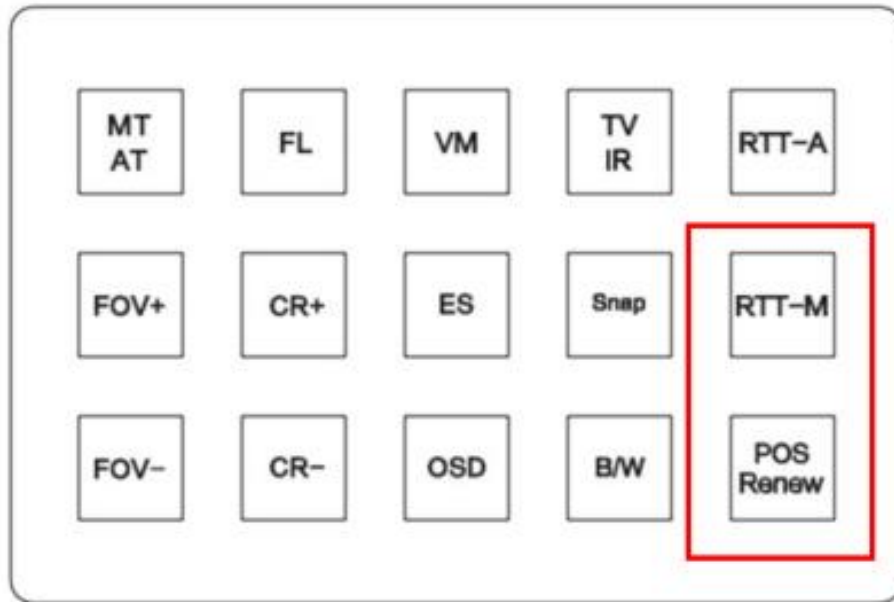 MT
AT
FL
VM
TV
IR
RTT-A
FOV+
CR+
ES
Snap
RTT-M
FOV-
CR-
OSD
B/W
POS
Renew